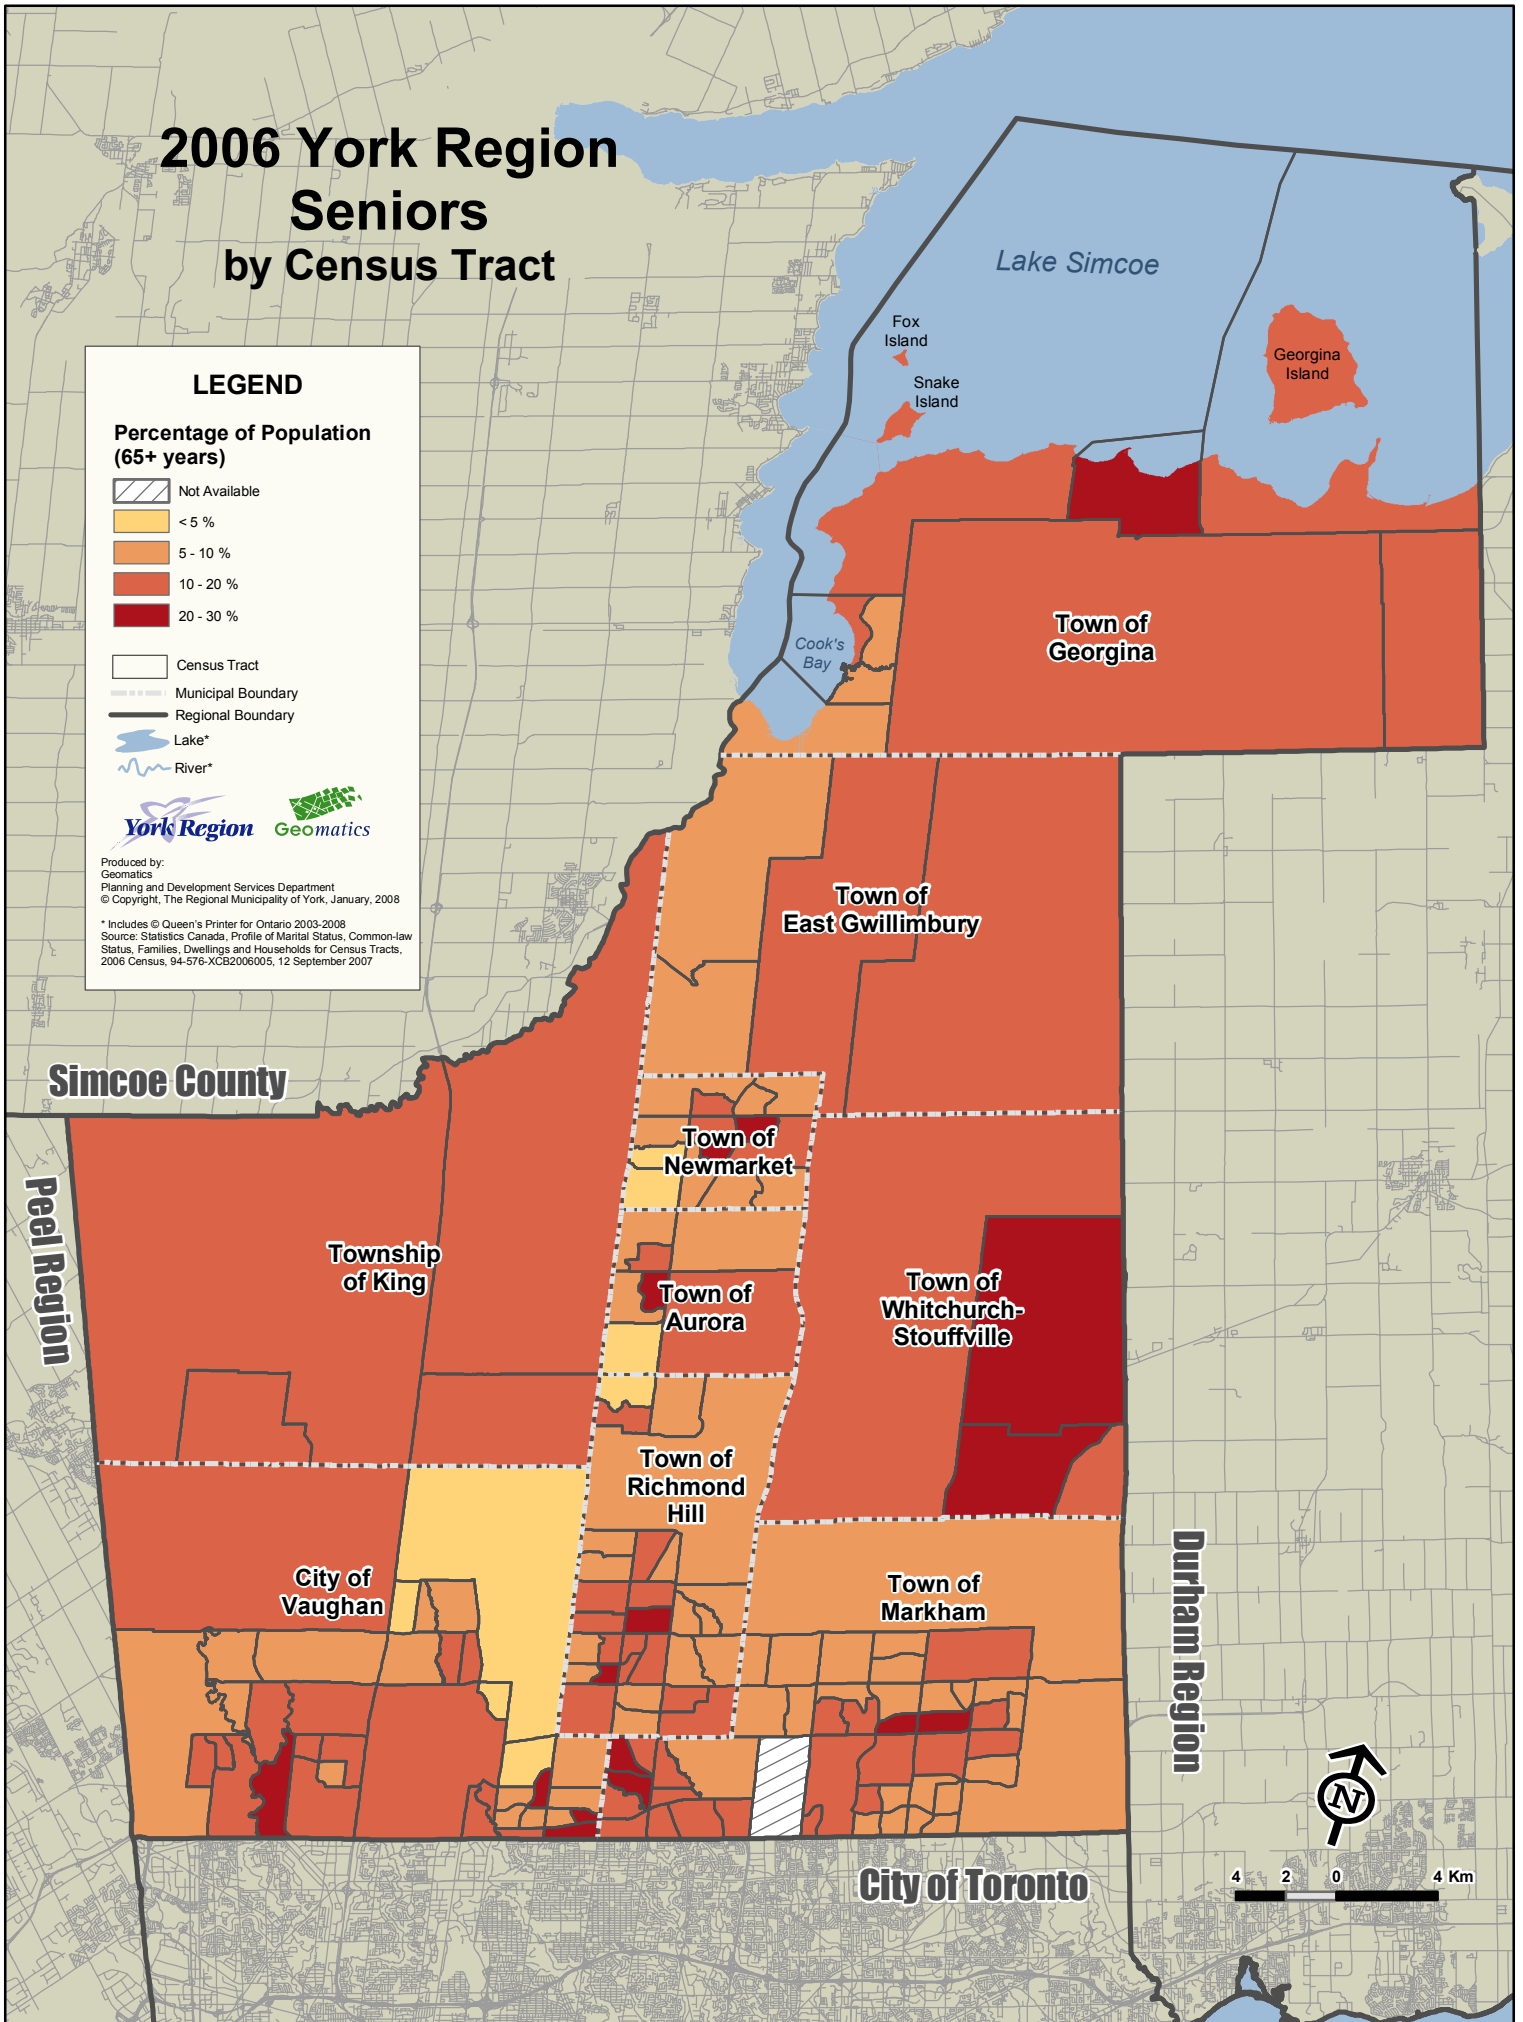 2006 York Region
Seniors
by Census Tract
LEGEND
Percentage of Population
(65+ years)
Not Available
< 5 %
5 - 10 %
10 - 20 %
20 - 30 %
Census Tract
Municipal Boundary
Regional Boundary
Lake*
River*
York Region
Geomatics
Produced by:
Geomatics
Planning and Development Services Department
© Copyright, The Regional Municipality of York, January, 2008
* Includes © Queen's Printer for Ontario 2003-2008
Source: Statistics Canada, Profile of Marital Status, Common-law
Status, Families, Dwellings and Households for Census Tracts,
2006 Census, 94-576-XCB2006005, 12 September 2007
Lake Simcoe
Fox
Island
Snake
Island
Georgina
Island
Cook's
Bay
Town of
Georgina
Town of
East Gwillimbury
Simcoe County
Peel Region
Town of
Newmarket
Township
of King
Town of
Aurora
Town of
Whitchurch-
Stouffville
Town of
Richmond
Hill
City of
Vaughan
Town of
Markham
Durham Region
N
City of Toronto
4 2 0 4 Km